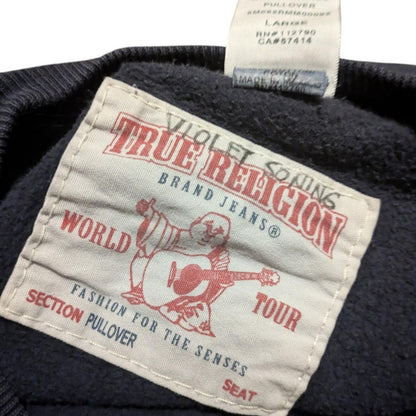 PULLOVER
LARGE
RN#112790
CA#57414
MADE IN
VIOLET SONING
TRUE RELIGION
BRAND JEANS®
WORLD TOUR
FASHION FOR THE SENSES
SECTION PULLOVER
SEAT